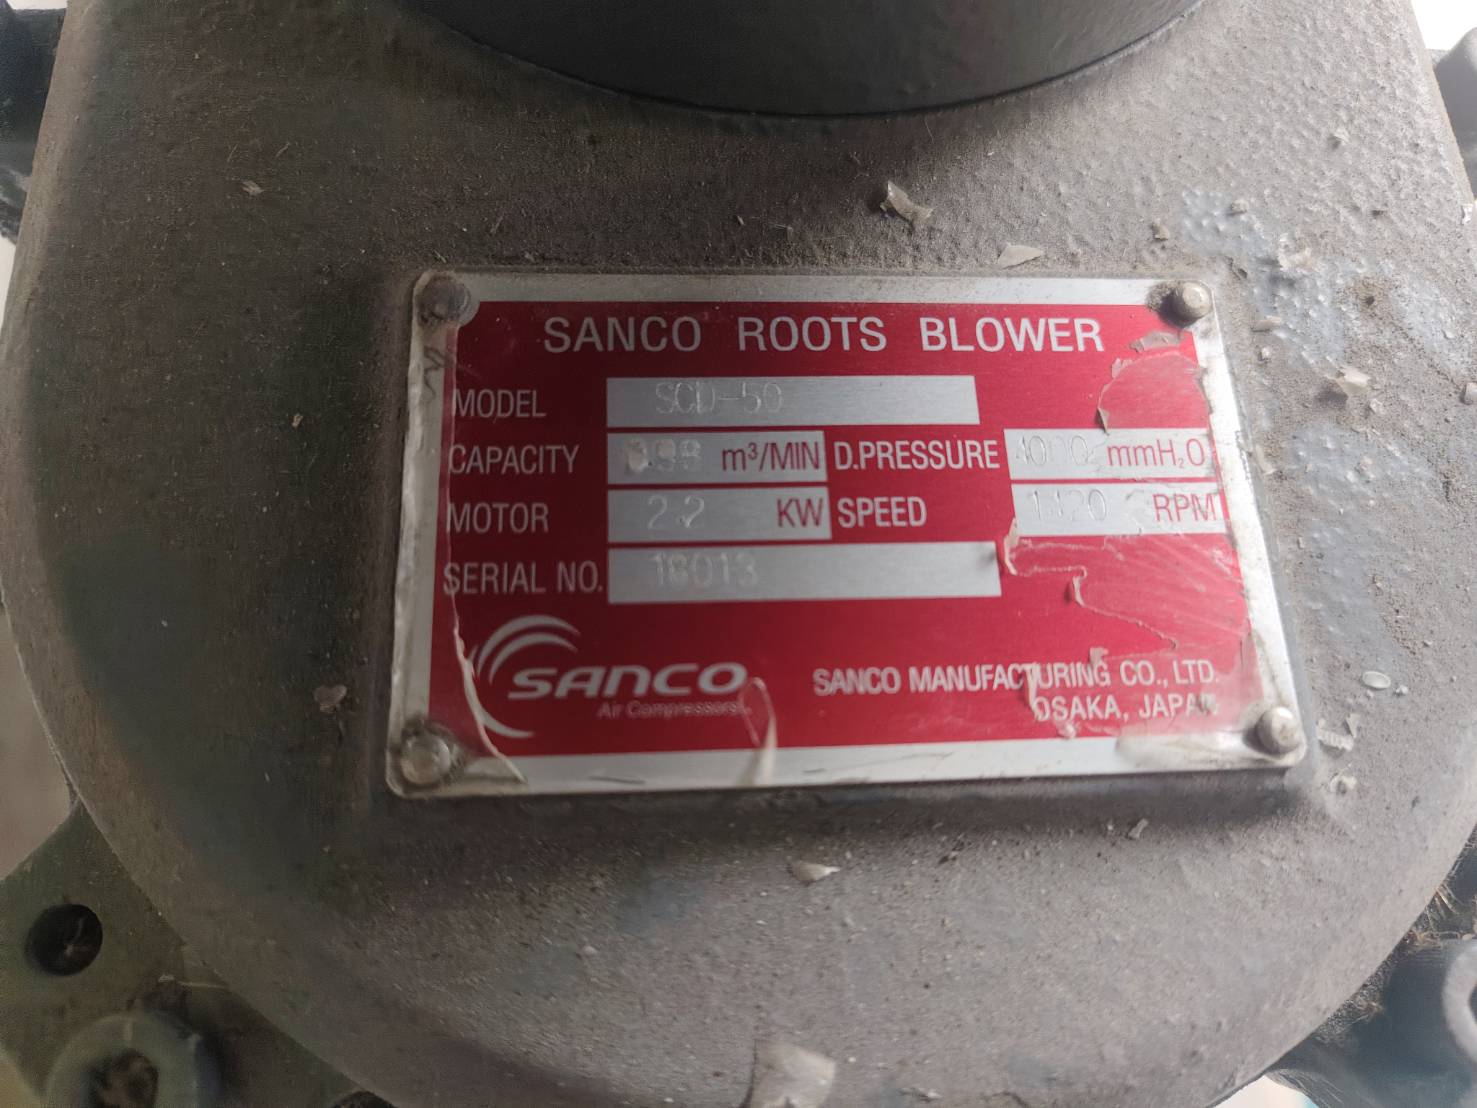 SANCO ROOTS BLOWER
MODEL SCD-50
CAPACITY m³/MIN D.PRESSURE 4000 mmH₂O
MOTOR 2.2 KW SPEED RPM
SERIAL NO. 18013
SANCO
Air Compressors
SANCO MANUFACTURING CO., LTD.
OSAKA, JAPAN